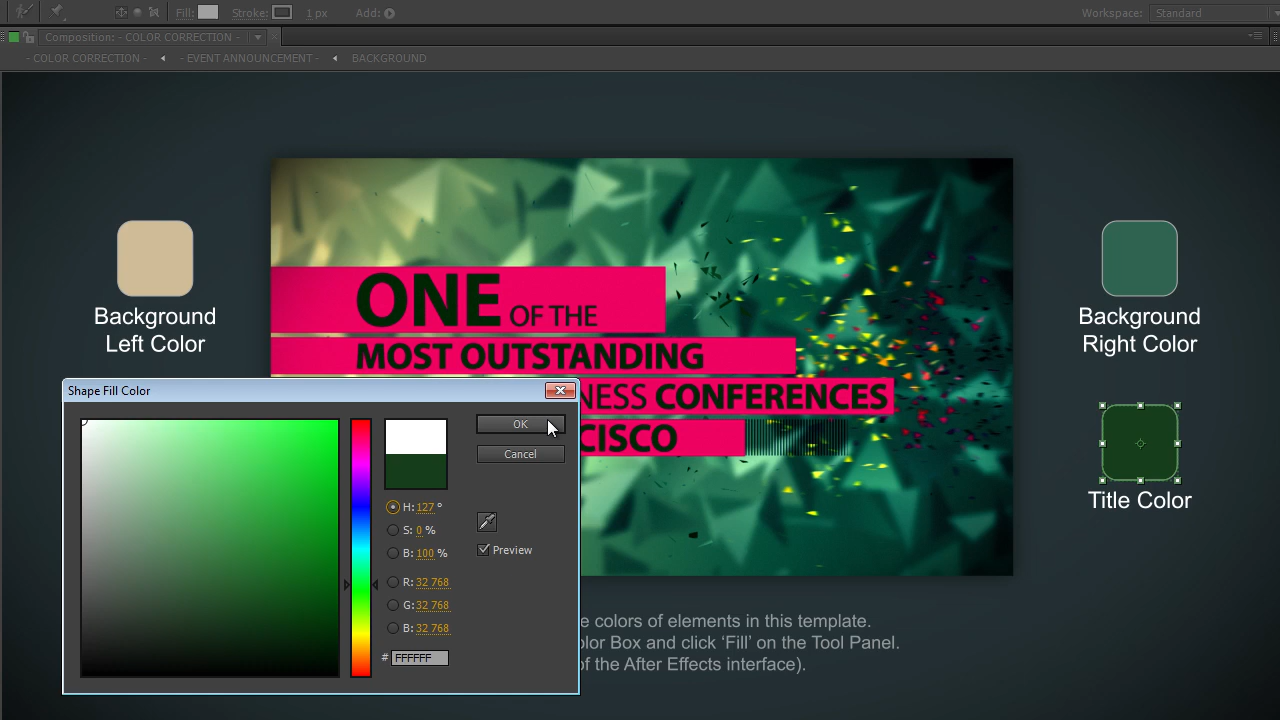 Fill: Stroke: 1 px Add: Workspace: Standard
Composition: - COLOR CORRECTION -
- COLOR CORRECTION - - EVENT ANNOUNCEMENT - BACKGROUND
ONE OF THE
MOST OUTSTANDING
NESS CONFERENCES
CISCO
Background
Left Color
Background
Right Color
Title Color
Shape Fill Color
OK
Cancel
H: 127 °
S: 0 %
B: 100 %
Preview
R: 32 768
G: 32 768
B: 32 768
# FFFFFF
e colors of elements in this template.
olor Box and click ‘Fill’ on the Tool Panel.
of the After Effects interface).